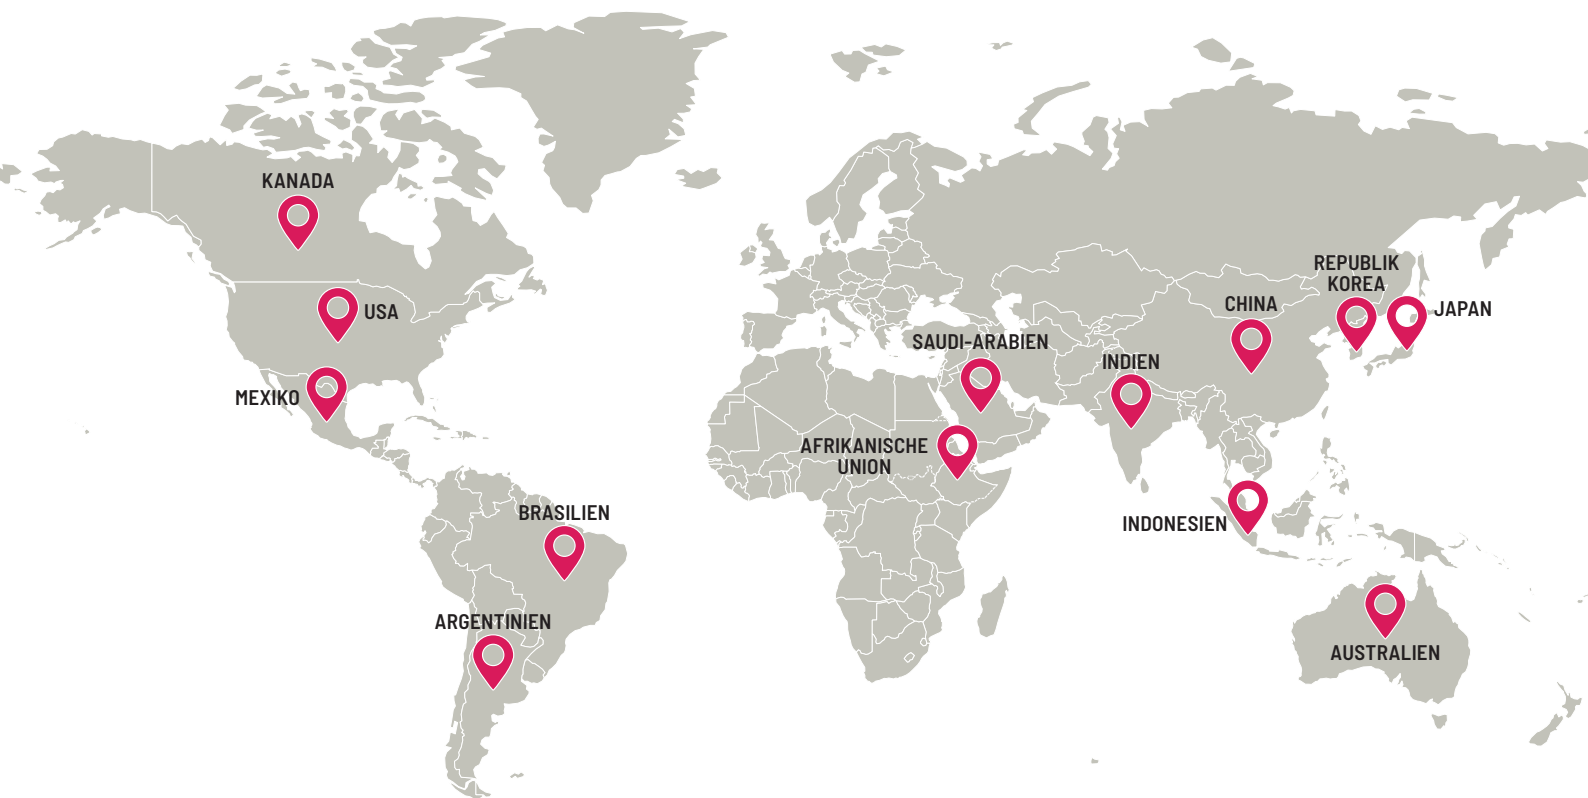 KANADA
USA
MEXIKO
BRASILIEN
ARGENTINIEN
SAUDI-ARABIEN
AFRIKANISCHE
UNION
INDIEN
CHINA
REPUBLIK
KOREA
JAPAN
INDONESIEN
AUSTRALIEN